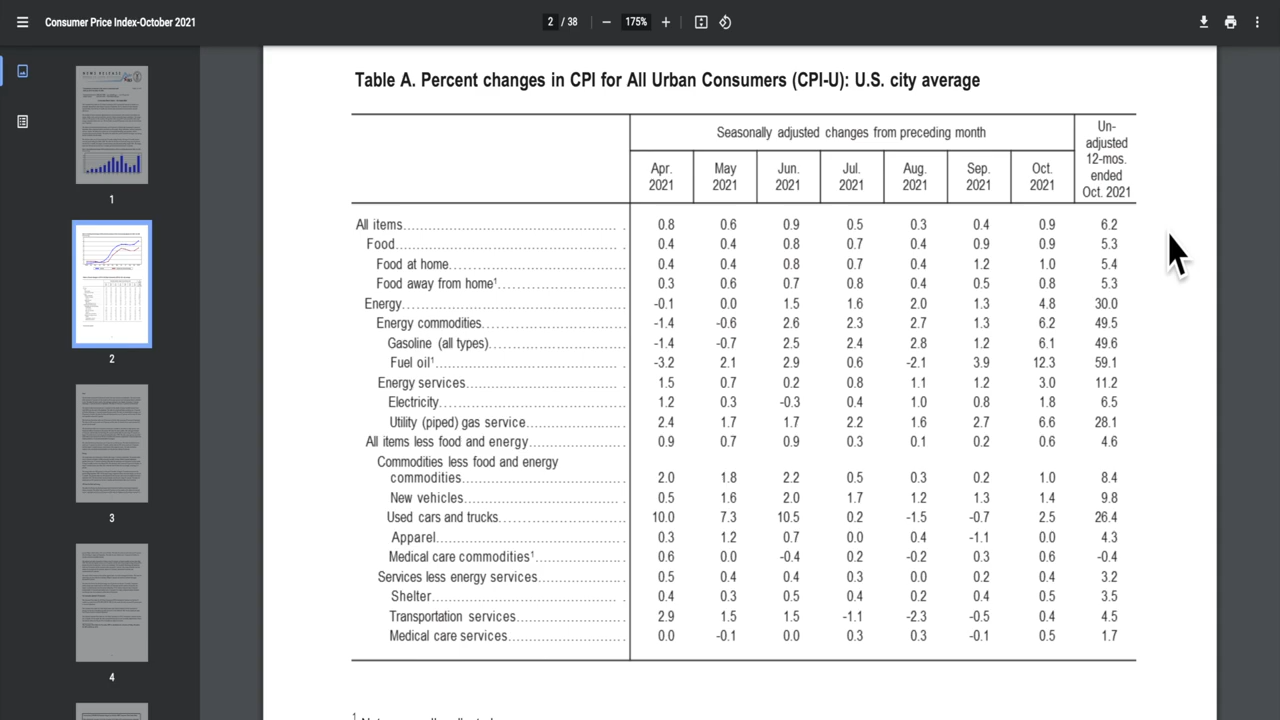 Consumer Price Index-October 2021
2 / 38
175%
1
2
3
4
Table A. Percent changes in CPI for All Urban Consumers (CPI-U): U.S. city average
Seasonally adjusted changes from preceding month
Un-
adjusted
12-mos.
ended
Oct. 2021
Apr. 2021 May 2021 Jun. 2021 Jul. 2021 Aug. 2021 Sep. 2021 Oct. 2021
All items 0.8 0.6 0.9 0.5 0.3 0.4 0.9 6.2
Food 0.4 0.4 0.8 0.7 0.4 0.9 0.9 5.3
Food at home 0.4 0.4 0.8 0.7 0.4 1.2 1.0 5.4
Food away from home¹ 0.3 0.6 0.7 0.8 0.4 0.5 0.8 5.3
Energy -0.1 0.0 1.5 1.6 2.0 1.3 4.8 30.0
Energy commodities -1.4 -0.6 2.6 2.3 2.7 1.3 6.2 49.5
Gasoline (all types) -1.4 -0.7 2.5 2.4 2.8 1.2 6.1 49.6
Fuel oil¹ -3.2 2.1 2.9 0.6 -2.1 3.9 12.3 59.1
Energy services 1.5 0.7 0.2 0.8 1.1 1.2 3.0 11.2
Electricity 1.2 0.3 -0.3 0.4 1.0 0.8 1.8 6.5
Utility (piped) gas service 2.4 1.7 1.7 2.2 1.6 2.7 6.6 28.1
All items less food and energy 0.9 0.7 0.9 0.3 0.1 0.2 0.6 4.6
Commodities less food and energy
commodities 2.0 1.8 2.2 0.5 0.3 0.2 1.0 8.4
New vehicles 0.5 1.6 2.0 1.7 1.2 1.3 1.4 9.8
Used cars and trucks 10.0 7.3 10.5 0.2 -1.5 -0.7 2.5 26.4
Apparel 0.3 1.2 0.7 0.0 0.4 -1.1 0.0 4.3
Medical care commodities¹ 0.6 0.0 -0.4 0.2 -0.2 0.3 0.6 -0.4
Services less energy services 0.5 0.4 0.4 0.3 0.0 0.2 0.4 3.2
Shelter 0.4 0.3 0.5 0.4 0.2 0.4 0.5 3.5
Transportation services 2.9 1.5 1.5 -1.1 -2.3 -0.5 0.4 4.5
Medical care services 0.0 -0.1 0.0 0.3 0.3 -0.1 0.5 1.7